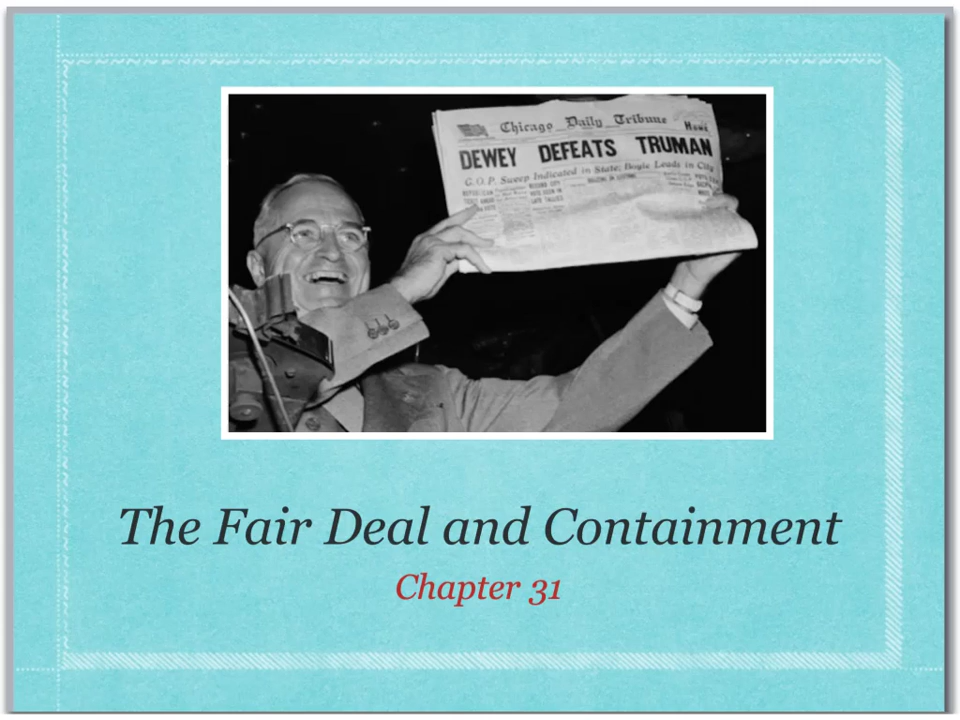 Chicago Daily Tribune
HOME
DEWEY DEFEATS TRUMAN
G.O.P. Sweep Indicated in State; Boyle Leads in City
The Fair Deal and Containment
Chapter 31